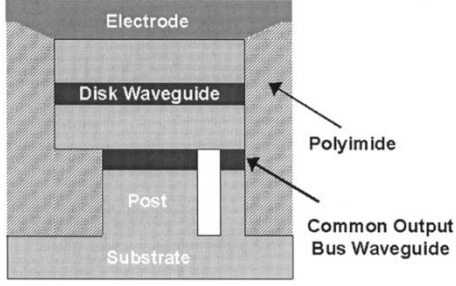 Electrode
Disk Waveguide
Polyimide
Post
Common Output
Bus Waveguide
Substrate